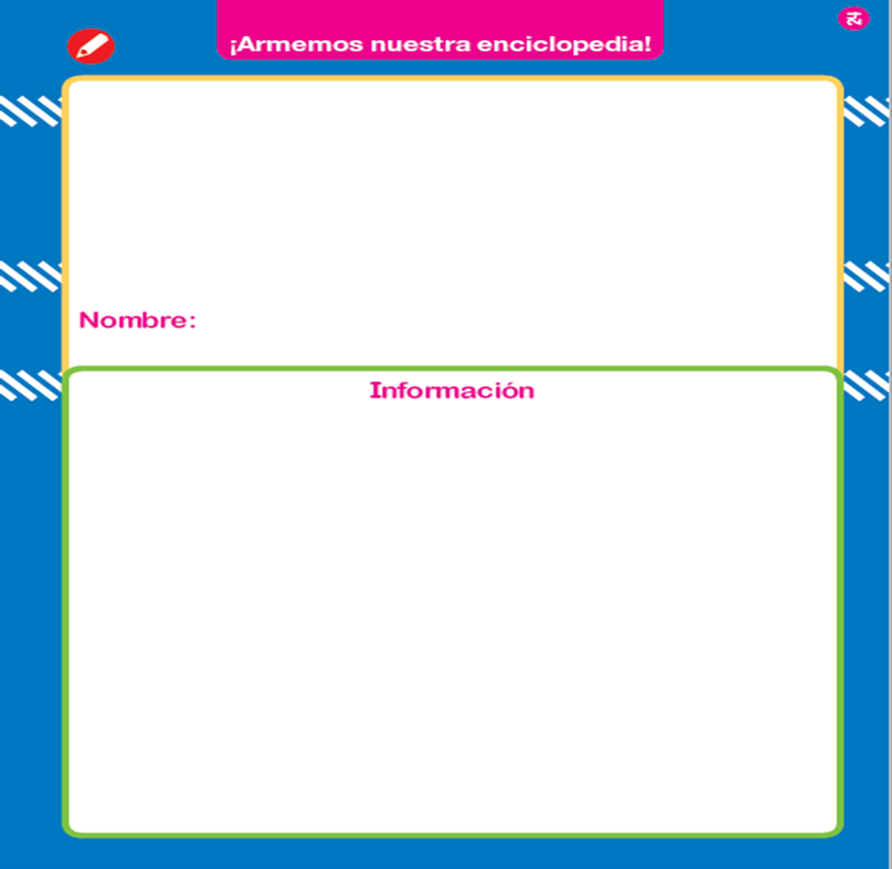 ¡Armemos nuestra enciclopedia!
Nombre:
Información